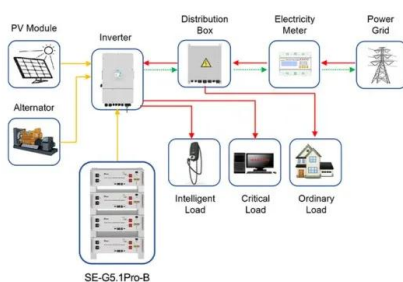 PV Module
Inverter
Distribution
Box
Electricity
Meter
Power
Grid
Alternator
Intelligent
Load
Critical
Load
Ordinary
Load
SE-G5.1Pro-B